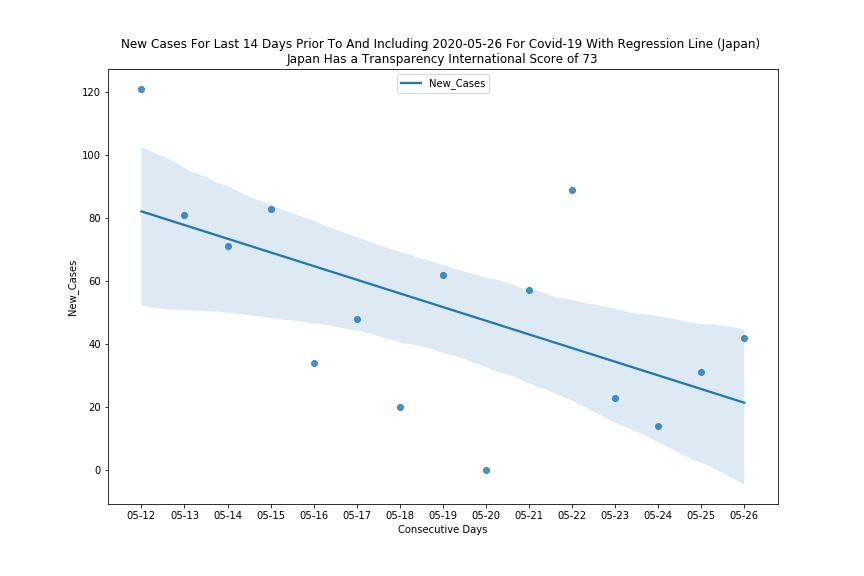 New Cases For Last 14 Days Prior To And Including 2020-05-26 For Covid-19 With Regression Line (Japan)
Japan Has a Transparency International Score of 73
New_Cases
120
100
80
60
40
20
0
New_Cases
05-12 05-13 05-14 05-15 05-16 05-17 05-18 05-19 05-20 05-21 05-22 05-23 05-24 05-25 05-26
Consecutive Days